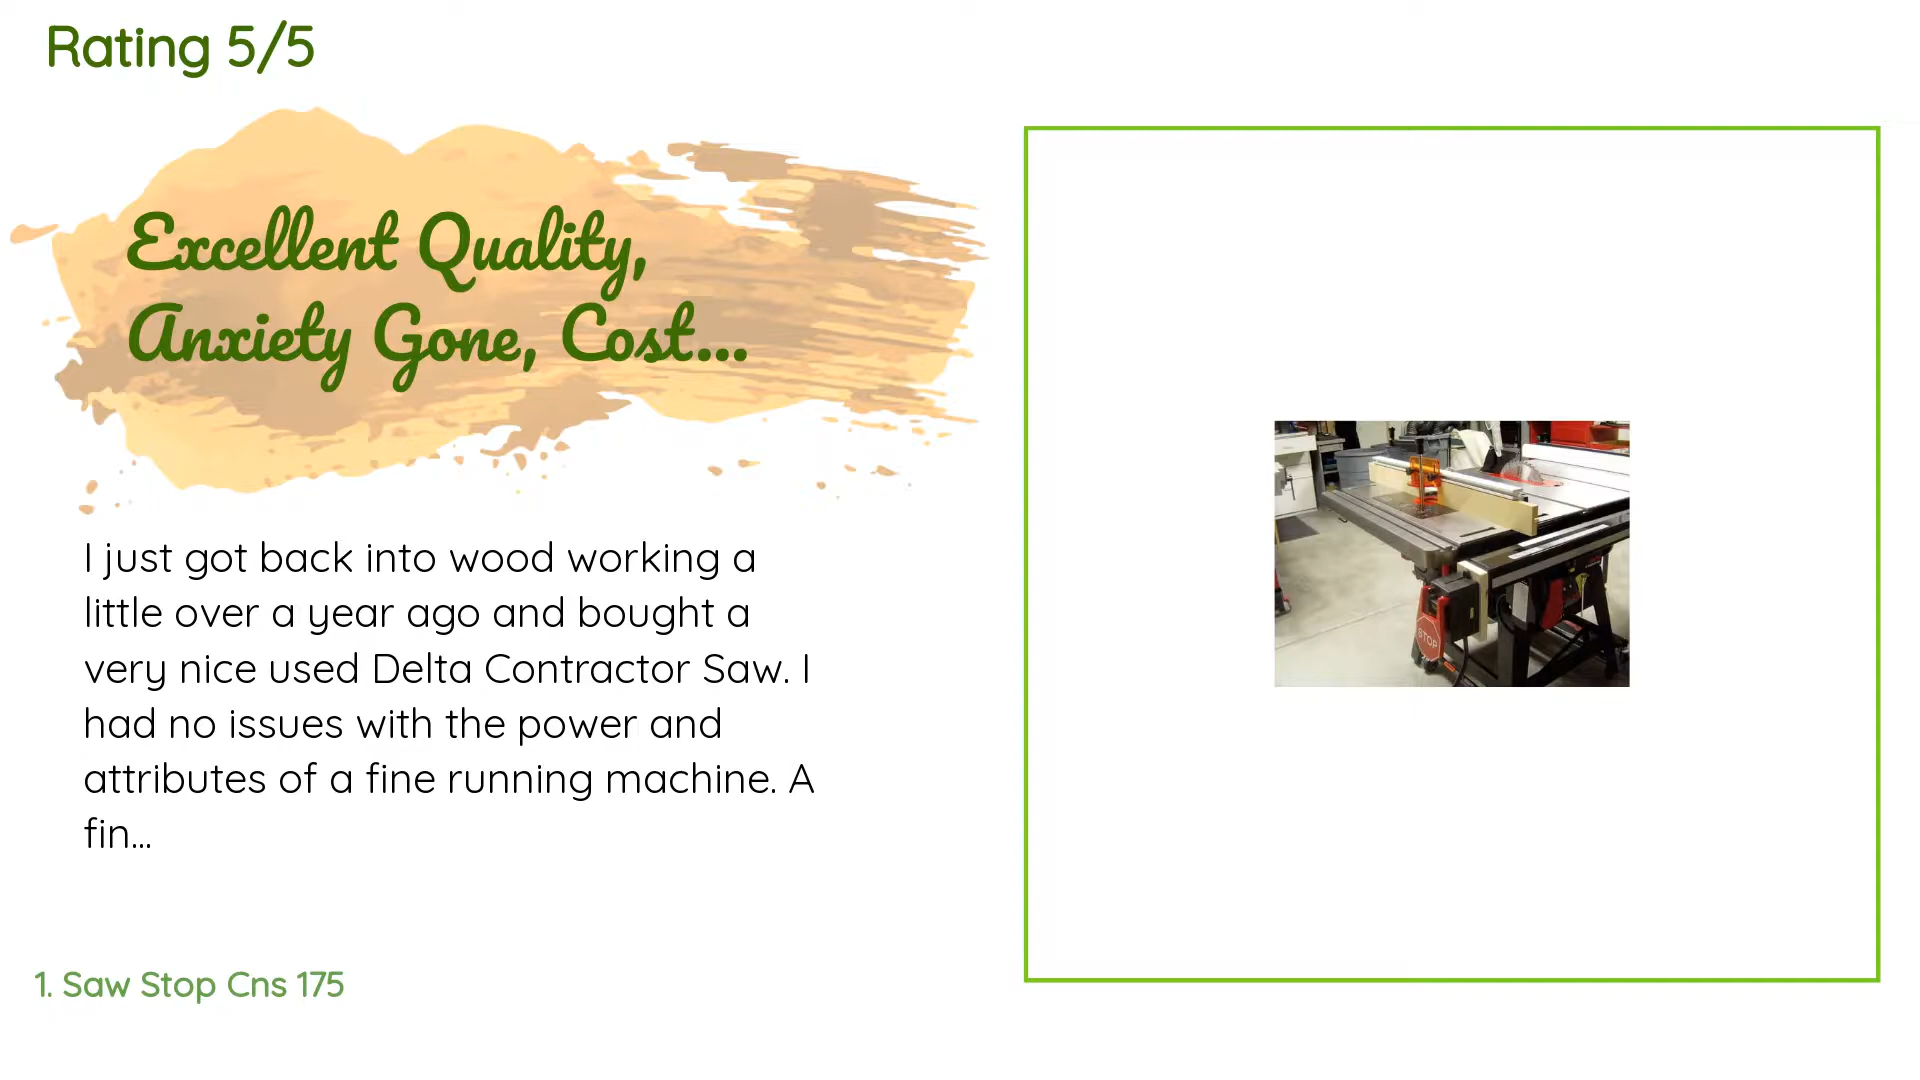 Rating 5/5
Excellent Quality,
Anxiety Gone, Cost...
I just got back into wood working a
little over a year ago and bought a
very nice used Delta Contractor Saw. I
had no issues with the power and
attributes of a fine running machine. A
fin...
STOP
1. Saw Stop Cns 175